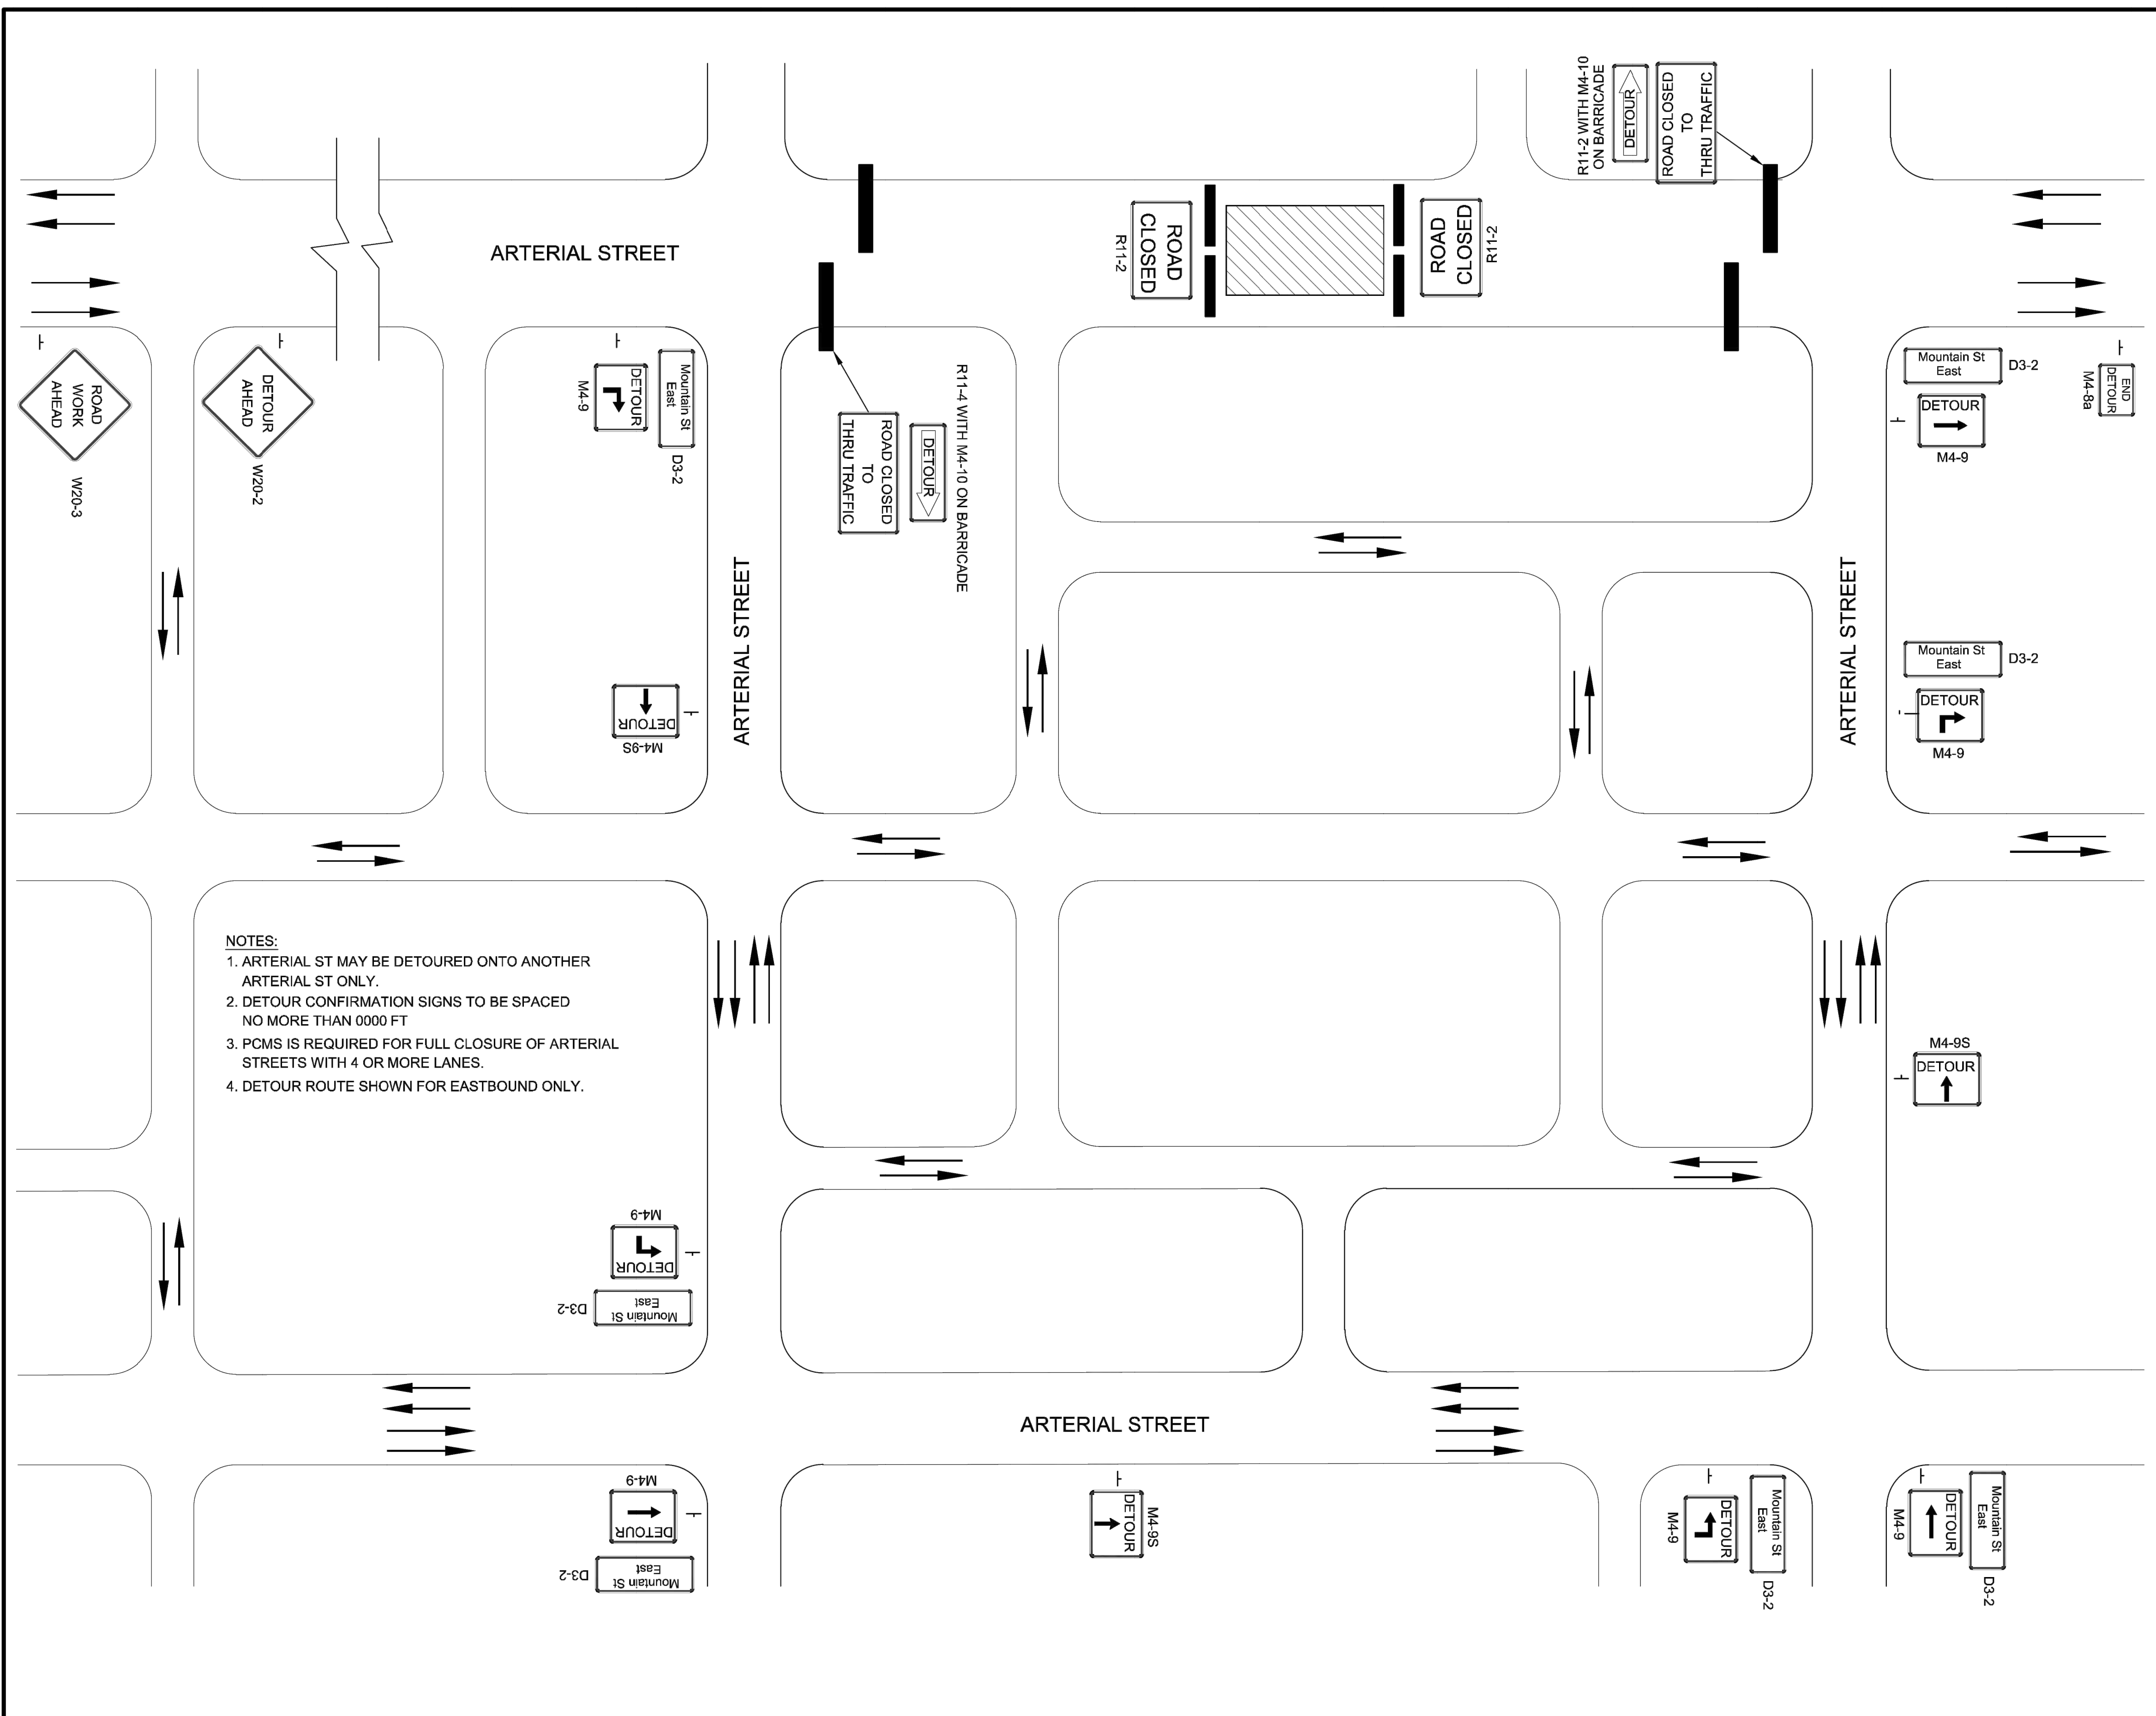 R11-2 WITH M4-10
ON BARRICADE
DETOUR
ROAD CLOSED
TO
THRU TRAFFIC
ARTERIAL STREET
ROAD
CLOSED
R11-2
ROAD
CLOSED
R11-2
ROAD
WORK
AHEAD
W20-3
DETOUR
AHEAD
W20-2
Mountain St
East
D3-2
DETOUR
M4-9
R11-4 WITH M4-10 ON BARRICADE
DETOUR
ROAD CLOSED
TO
THRU TRAFFIC
Mountain St
East
D3-2
DETOUR
M4-9
END
DETOUR
M4-8a
ARTERIAL STREET
ARTERIAL STREET
DETOUR
M4-9S
Mountain St
East
D3-2
DETOUR
M4-9
NOTES:
1. ARTERIAL ST MAY BE DETOURED ONTO ANOTHER
ARTERIAL ST ONLY.
2. DETOUR CONFIRMATION SIGNS TO BE SPACED
NO MORE THAN 0000 FT
3. PCMS IS REQUIRED FOR FULL CLOSURE OF ARTERIAL
STREETS WITH 4 OR MORE LANES.
4. DETOUR ROUTE SHOWN FOR EASTBOUND ONLY.
M4-9S
DETOUR
M4-9
DETOUR
Mountain St
East
D3-2
ARTERIAL STREET
M4-9
DETOUR
Mountain St
East
D3-2
DETOUR
M4-9S
Mountain St
East
D3-2
DETOUR
M4-9
Mountain St
East
D3-2
DETOUR
M4-9